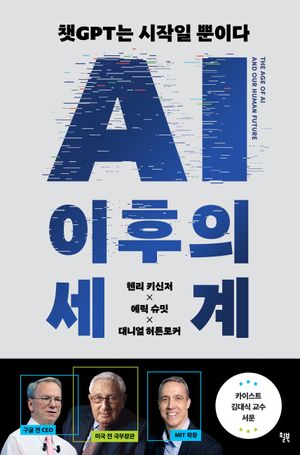 챗GPT는 시작일 뿐이다
THE AGE OF AI
AND OUR HUMAN FUTURE
AI
이후의
세계
헨리 키신저
×
에릭 슈밋
×
대니얼 허튼로커
구글 전 CEO
미국 전 국무장관
MIT 학장
카이스트
김대식 교수
서문
윌북